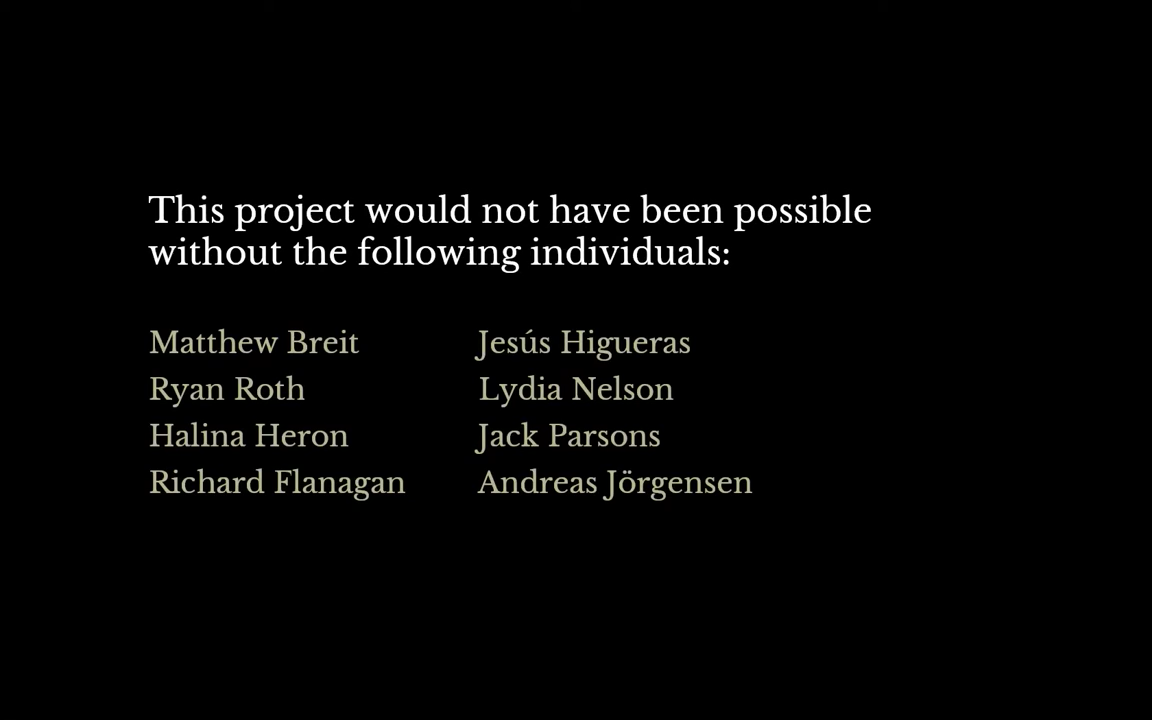 This project would not have been possible
without the following individuals:
Matthew Breit
Ryan Roth
Halina Heron
Richard Flanagan
Jesús Higueras
Lydia Nelson
Jack Parsons
Andreas Jörgensen